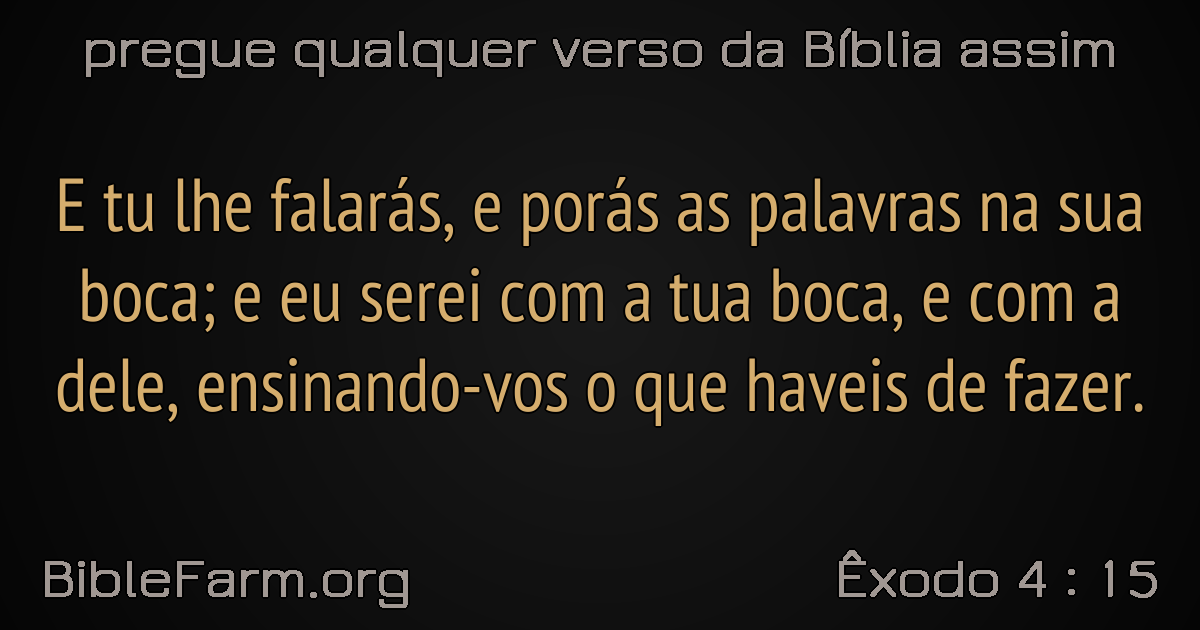 pregue qualquer verso da Bíblia assim
E tu lhe falarás, e porás as palavras na sua
boca; e eu serei com a tua boca, e com a
dele, ensinando-vos o que haveis de fazer.
BibleFarm.org
Êxodo 4 : 15